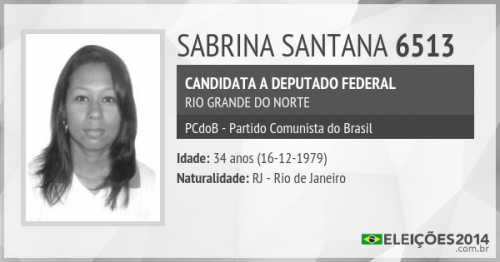 SABRINA SANTANA 6513
CANDIDATA A DEPUTADO FEDERAL
RIO GRANDE DO NORTE
PCdoB - Partido Comunista do Brasil
Idade: 34 anos (16-12-1979)
Naturalidade: RJ - Rio de Janeiro
ELEIÇÕES2014
.com.br